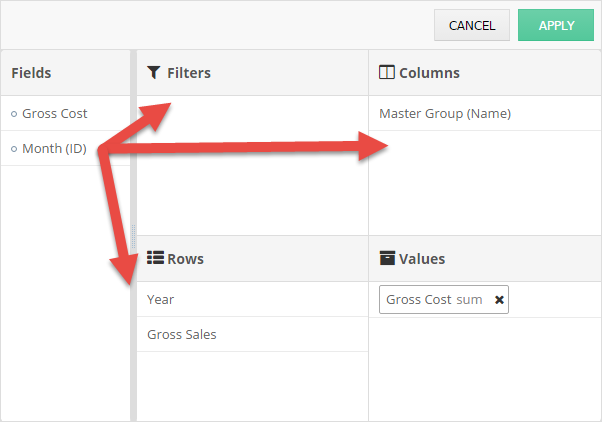 CANCEL APPLY
Fields
Gross Cost
Month (ID)
Filters
Columns
Master Group (Name)
Rows
Year
Gross Sales
Values
Gross Cost sum